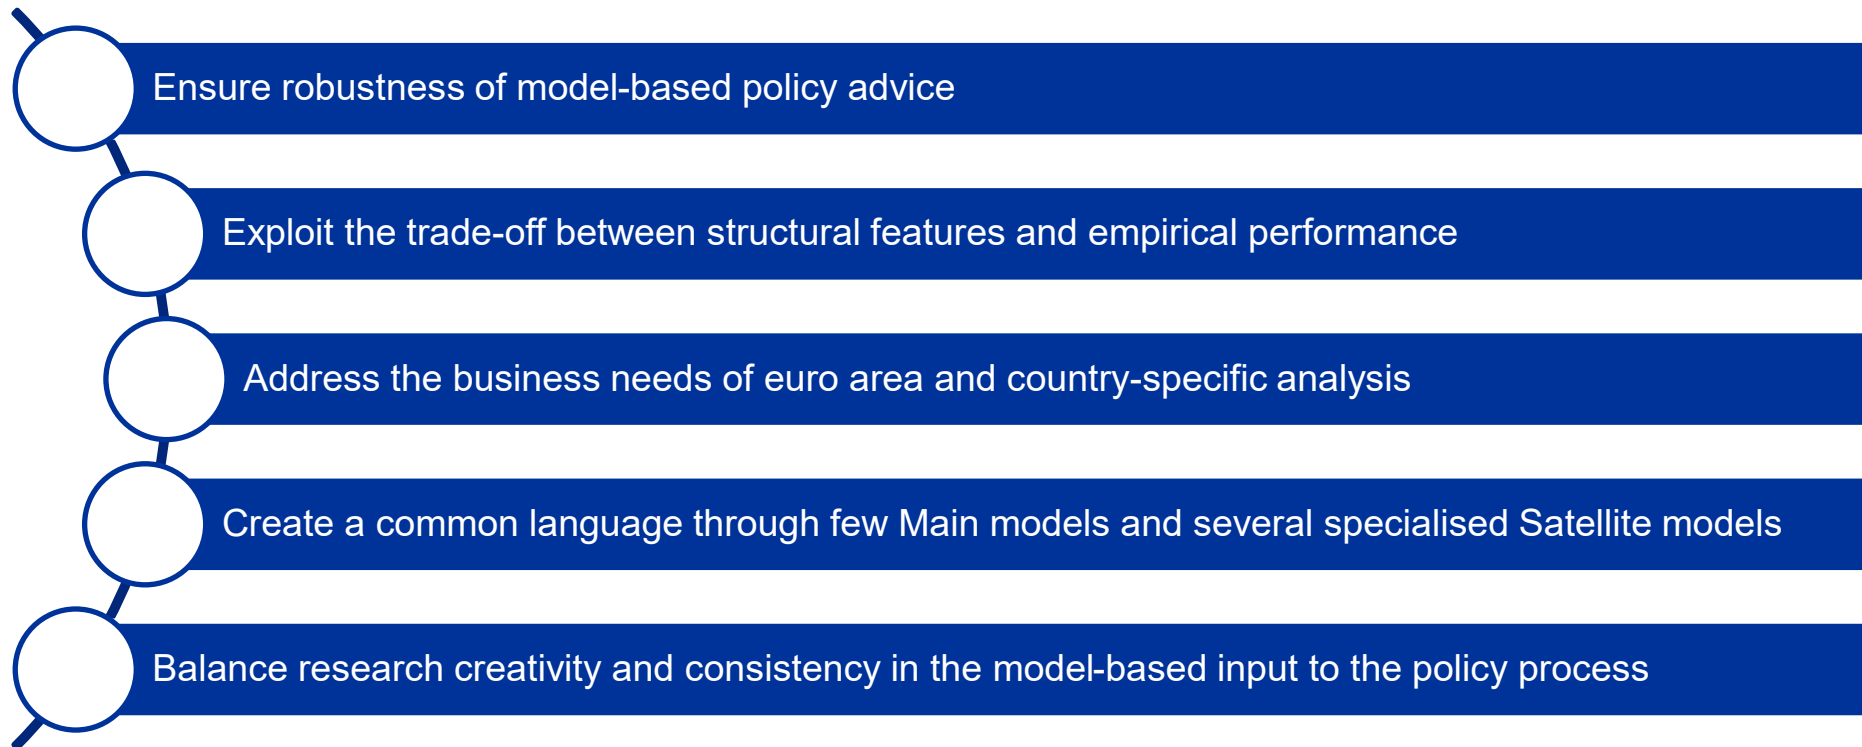 Ensure robustness of model-based policy advice
Exploit the trade-off between structural features and empirical performance
Address the business needs of euro area and country-specific analysis
Create a common language through few Main models and several specialised Satellite models
Balance research creativity and consistency in the model-based input to the policy process